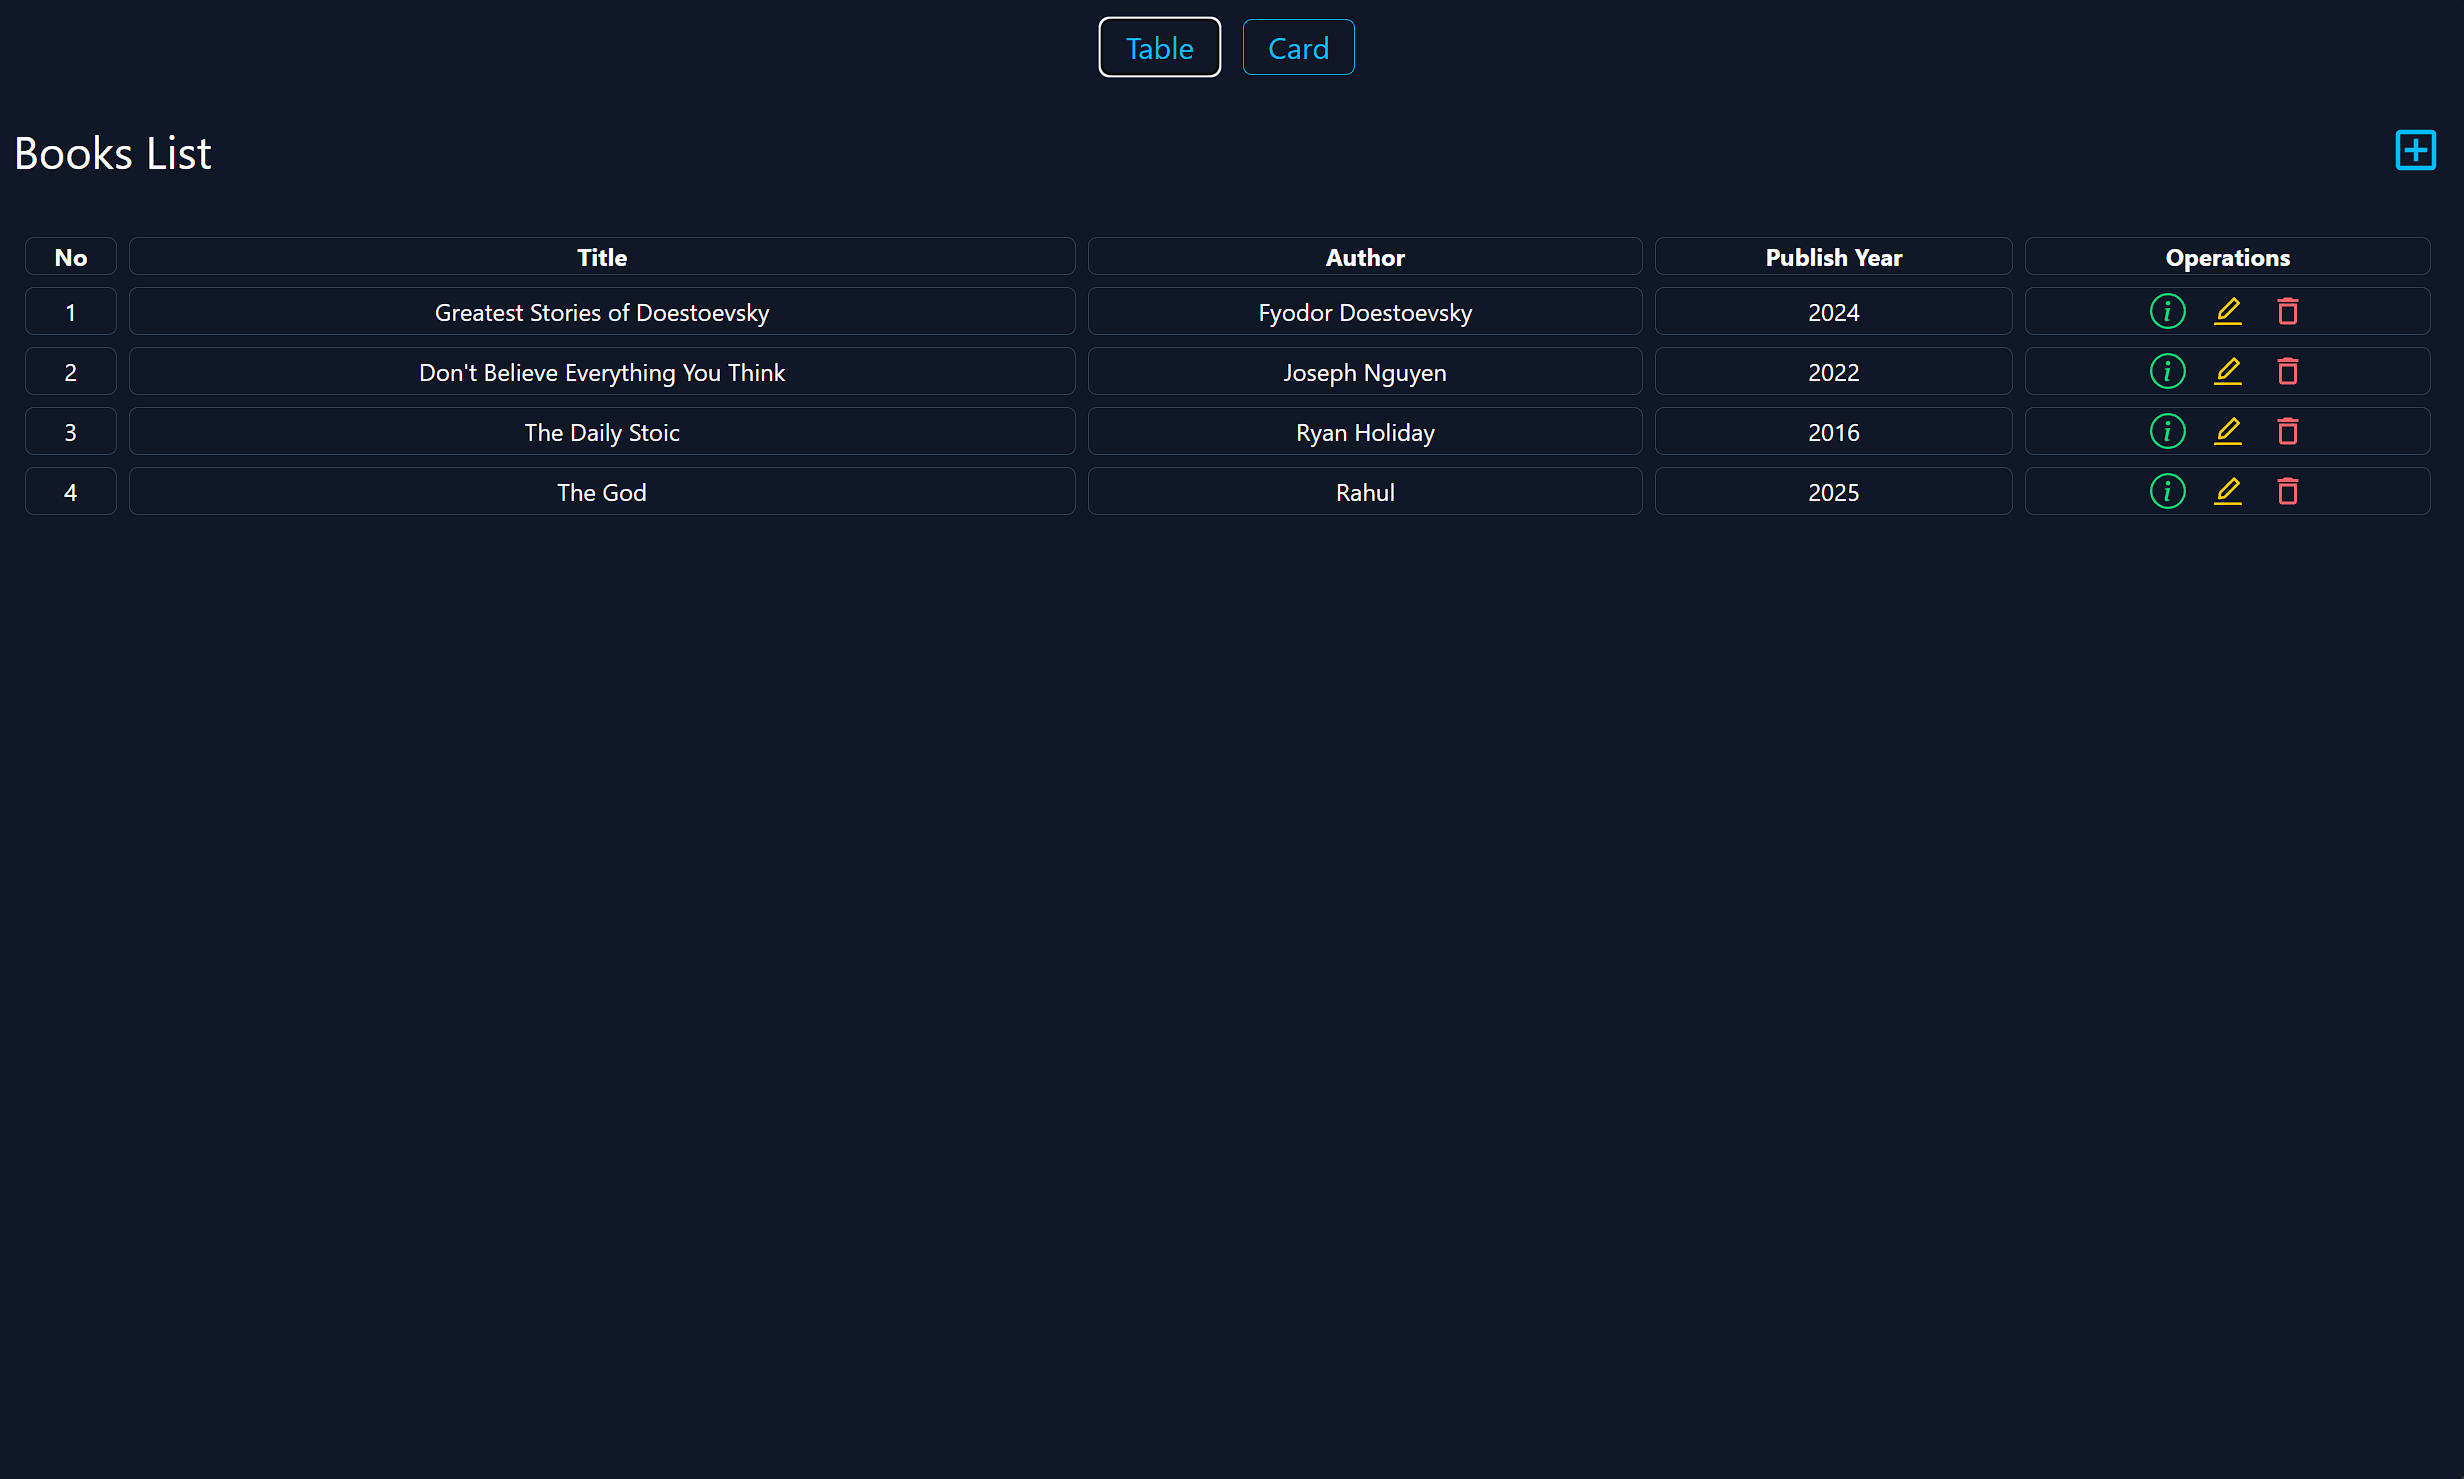 Table Card
Books List
No Title Author Publish Year Operations
1 Greatest Stories of Doestoevsky Fyodor Doestoevsky 2024
2 Don't Believe Everything You Think Joseph Nguyen 2022
3 The Daily Stoic Ryan Holiday 2016
4 The God Rahul 2025